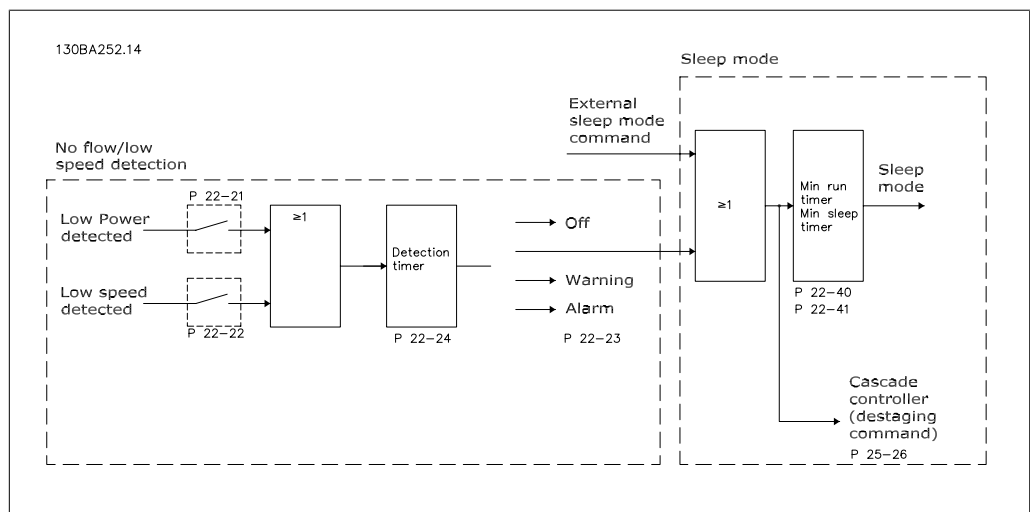 130BA252.14
Sleep mode
External
sleep mode
command
No flow/low
speed detection
P 22-21
Low Power
detected
≥1
Low speed
detected
P 22-22
Detection
timer
P 22-24
Off
Warning
Alarm
P 22-23
≥1
Min run
timer
Min sleep
timer
P 22-40
P 22-41
Sleep
mode
Cascade
controller
(destaging
command)
P 25-26